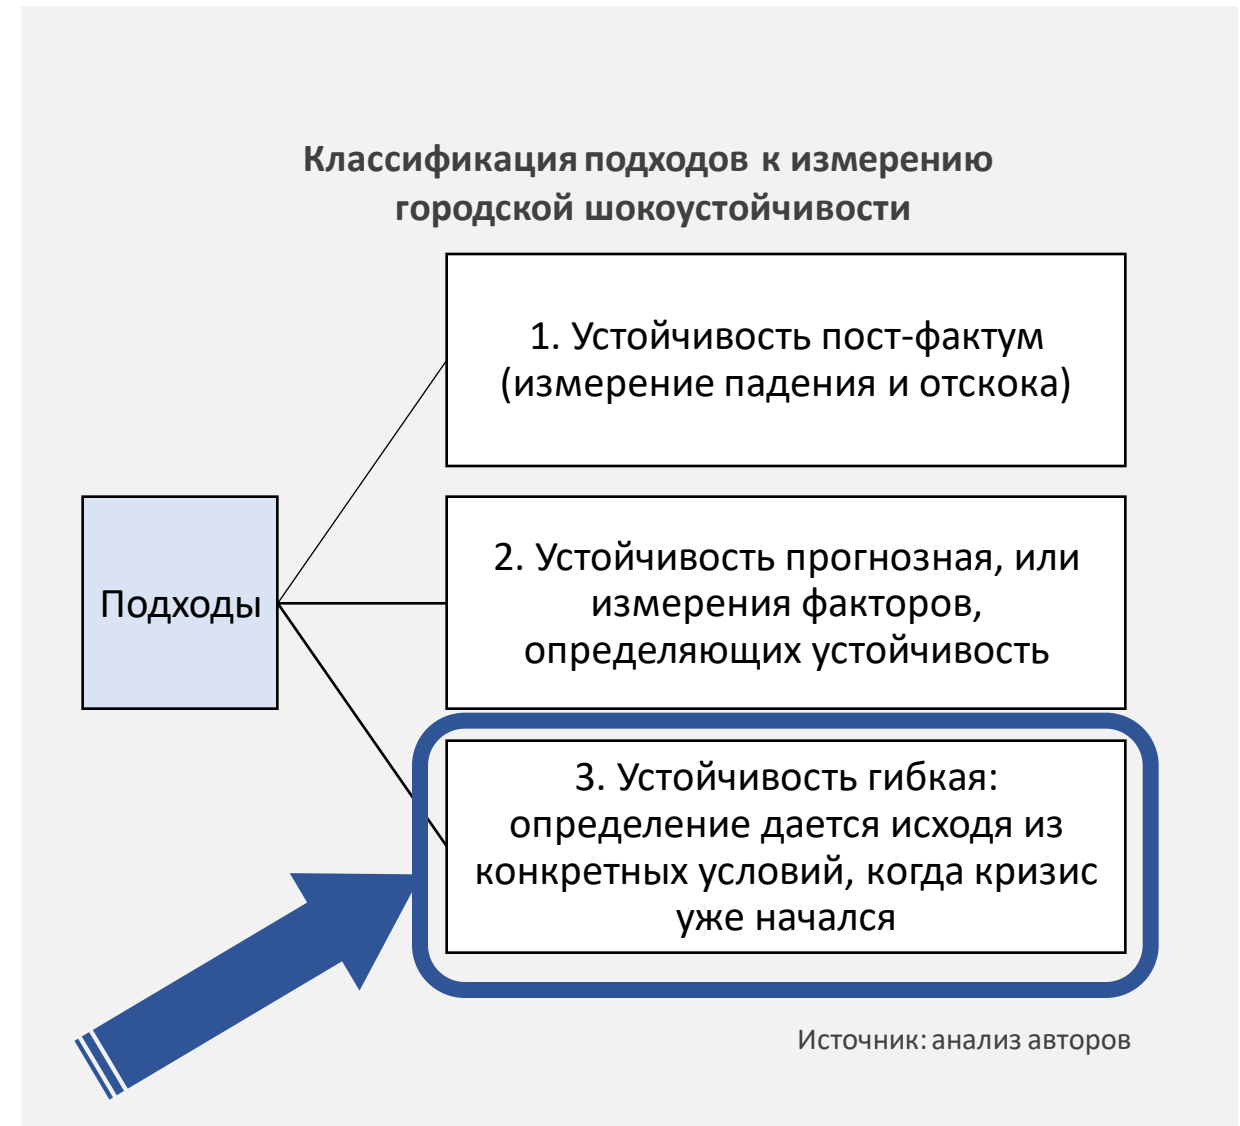 Классификация подходов к измерению
городской шокоустойчивости
1. Устойчивость пост-фактум
(измерение падения и отскока)
Подходы
2. Устойчивость прогнозная, или
измерения факторов,
определяющих устойчивость
3. Устойчивость гибкая:
определение дается исходя из
конкретных условий, когда кризис
уже начался
Источник: анализ авторов